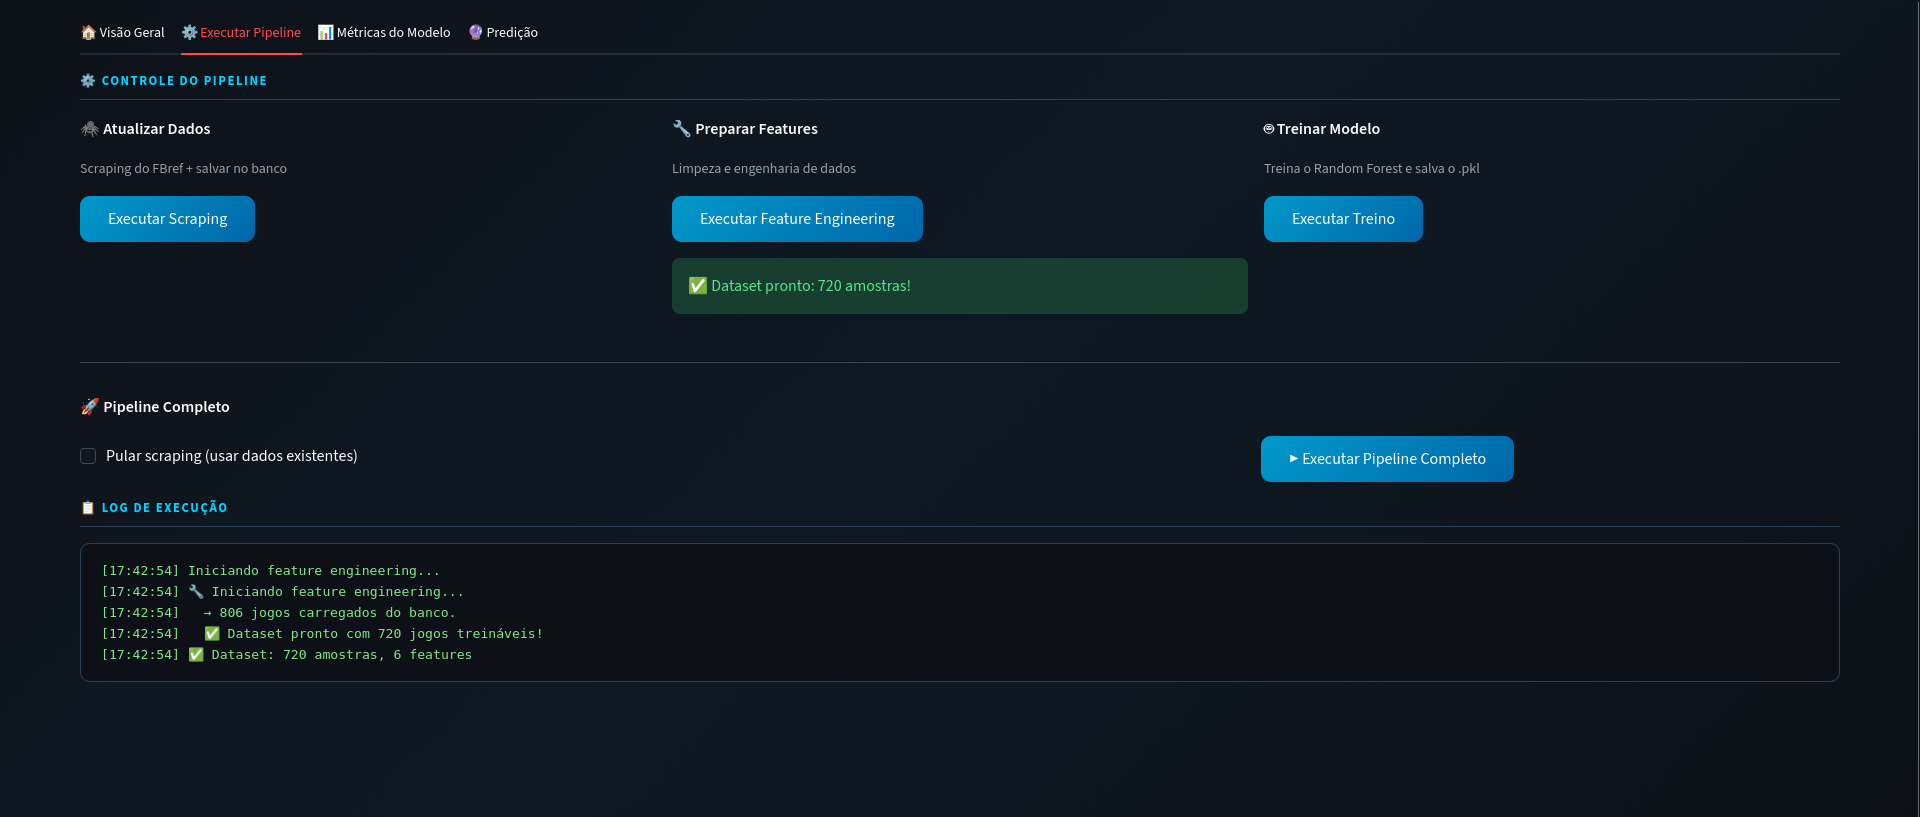 🏠 Visão Geral
⚙️ Executar Pipeline
📊 Métricas do Modelo
🔮 Predição
⚙️ CONTROLE DO PIPELINE
🕷️ Atualizar Dados
Scraping do FBref + salvar no banco
Executar Scraping
🔧 Preparar Features
Limpeza e engenharia de dados
Executar Feature Engineering
✅ Dataset pronto: 720 amostras!
Treinar Modelo
Treina o Random Forest e salva o .pkl
Executar Treino
🚀 Pipeline Completo
Pular scraping (usar dados existentes)
▶ Executar Pipeline Completo
📋 LOG DE EXECUÇÃO
[17:42:54] Iniciando feature engineering...
[17:42:54] 🔧 Iniciando feature engineering...
[17:42:54]   → 806 jogos carregados do banco.
[17:42:54]   ✅ Dataset pronto com 720 jogos treináveis!
[17:42:54] ✅ Dataset: 720 amostras, 6 features